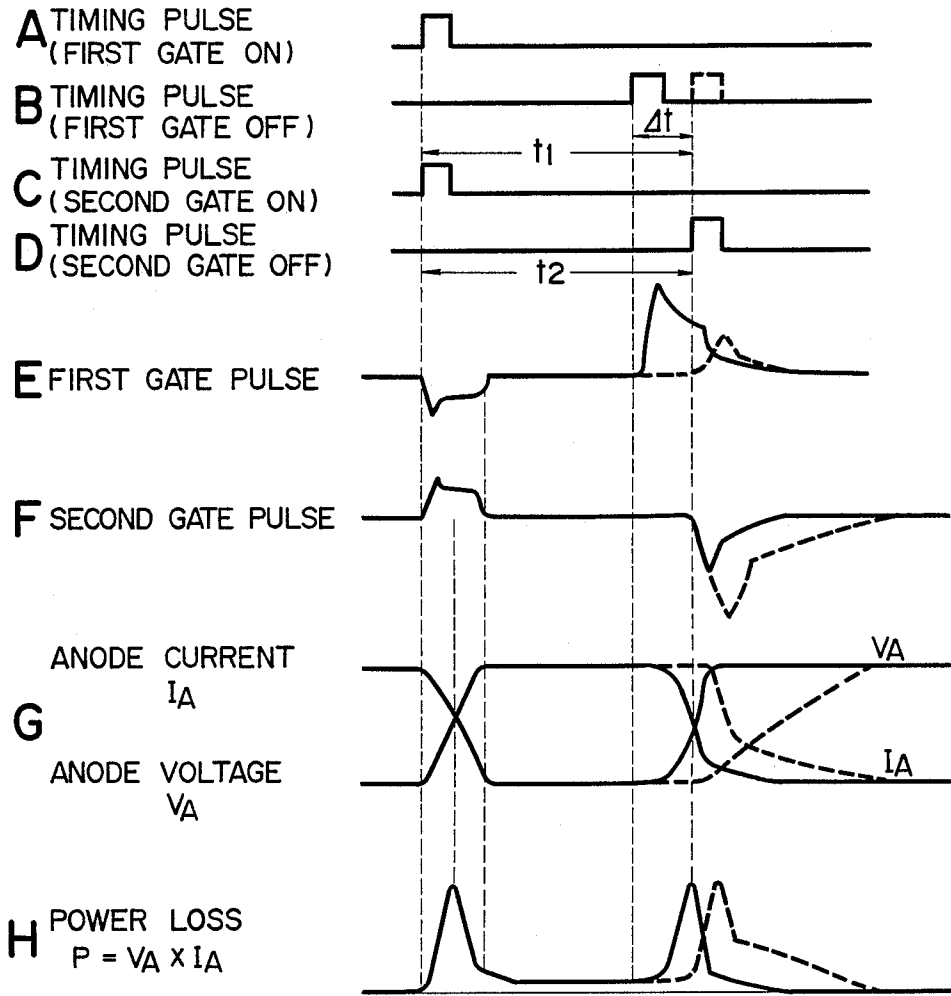 A TIMING PULSE
(FIRST GATE ON)
B TIMING PULSE
(FIRST GATE OFF)
Δt
t1
C TIMING PULSE
(SECOND GATE ON)
D TIMING PULSE
(SECOND GATE OFF)
t2
E FIRST GATE PULSE
F SECOND GATE PULSE
ANODE CURRENT
IA
VA
G
ANODE VOLTAGE
VA
IA
H POWER LOSS
P = VA X IA